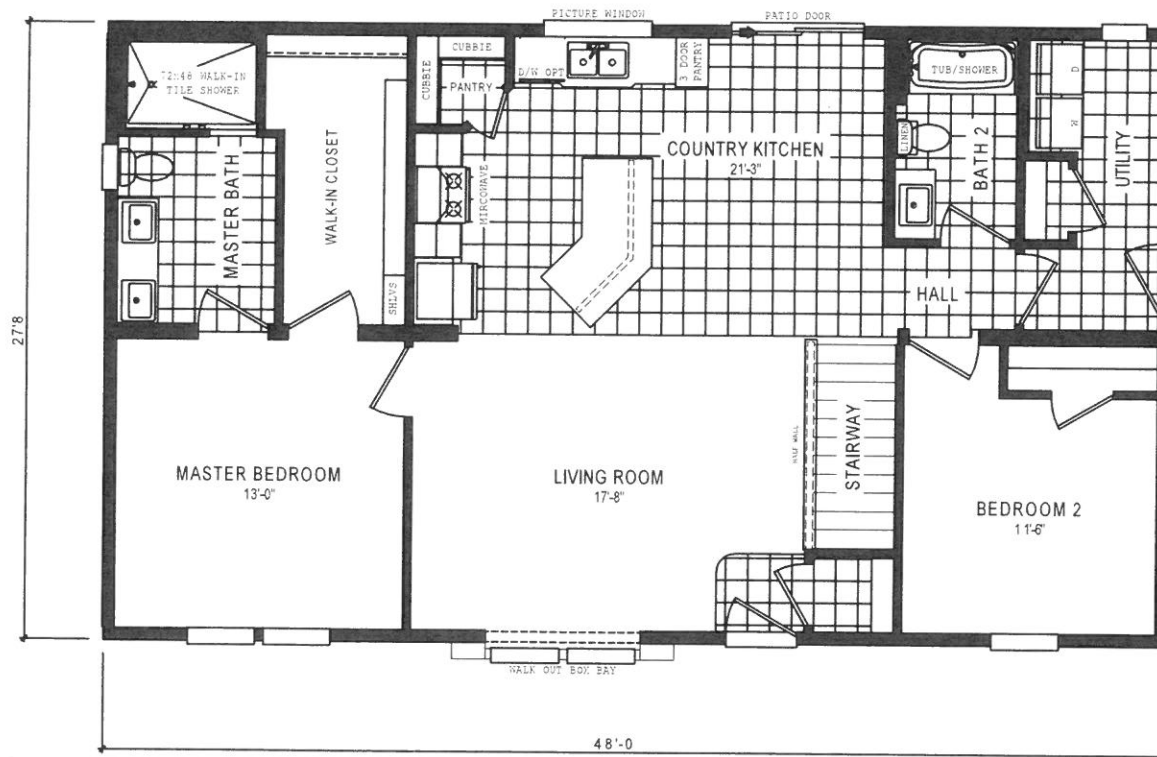 PICTURE WINDOW
PATIO DOOR
72x48 WALK-IN
TILE SHOWER
CUBBIE
CUBBIE
PANTRY
D/W OPT
3 DOOR
PANTRY
TUB/SHOWER
LINEN
BATH 2
D
W
UTILITY
MASTER BATH
WALK-IN CLOSET
SHLVS
MIRCOWAVE
COUNTRY KITCHEN
21'-3"
HALL
27'8
MASTER BEDROOM
13'-0"
LIVING ROOM
17'-8"
HALF WALL
STAIRWAY
BEDROOM 2
11'-6"
WALK OUT BOX BAY
48'-0